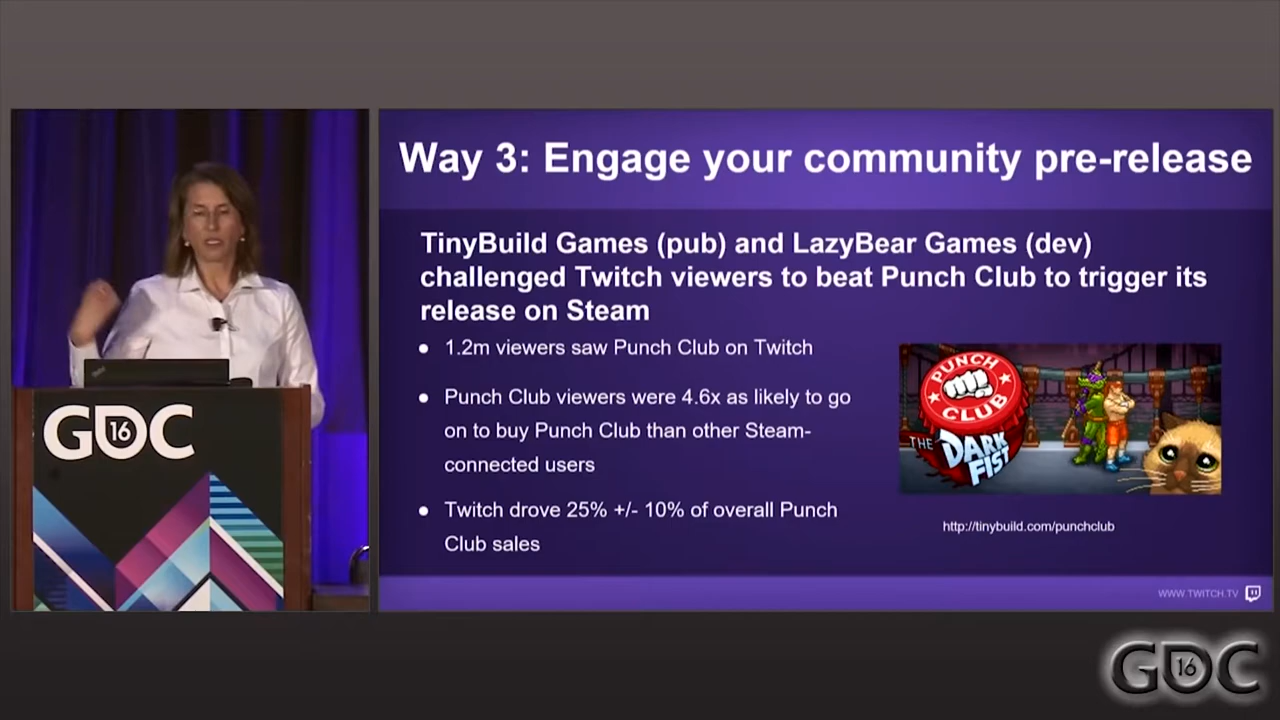 Way 3: Engage your community pre-release
TinyBuild Games (pub) and LazyBear Games (dev)
challenged Twitch viewers to beat Punch Club to trigger its
release on Steam
● 1.2m viewers saw Punch Club on Twitch
● Punch Club viewers were 4.6x as likely to go
on to buy Punch Club than other Steam-
connected users
● Twitch drove 25% +/- 10% of overall Punch
Club sales
PUNCH
CLUB
THE
DARK
FIST
http://tinybuild.com/punchclub
WWW.TWITCH.TV
GDC
16
GDC
16